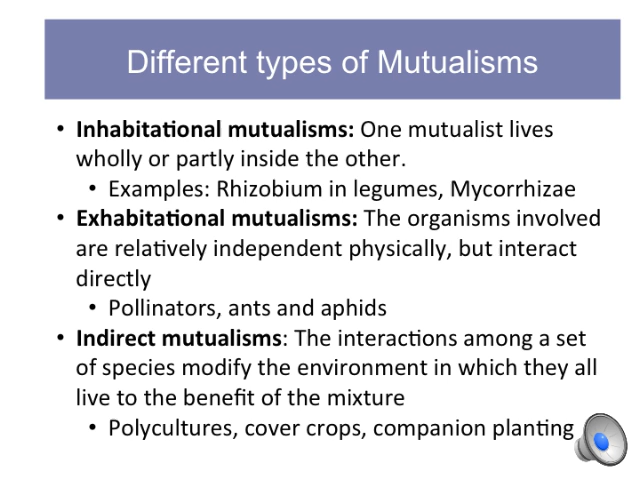 Different types of Mutualisms
• Inhabitational mutualisms: One mutualist lives
wholly or partly inside the other.
• Examples: Rhizobium in legumes, Mycorrhizae
• Exhabitational mutualisms: The organisms involved
are relatively independent physically, but interact
directly
• Pollinators, ants and aphids
• Indirect mutualisms: The interactions among a set
of species modify the environment in which they all
live to the benefit of the mixture
• Polycultures, cover crops, companion planting